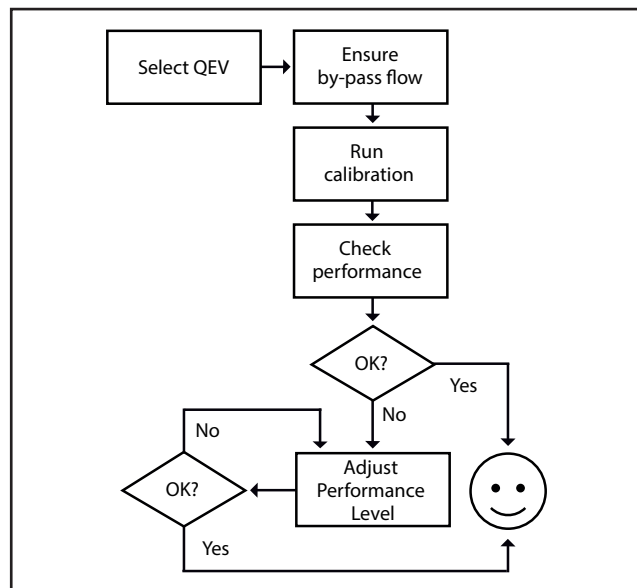 Select QEV
Ensure
by-pass flow
Run
calibration
Check
performance
OK?
Yes
No
No
Adjust
Performance
Level
OK?
Yes